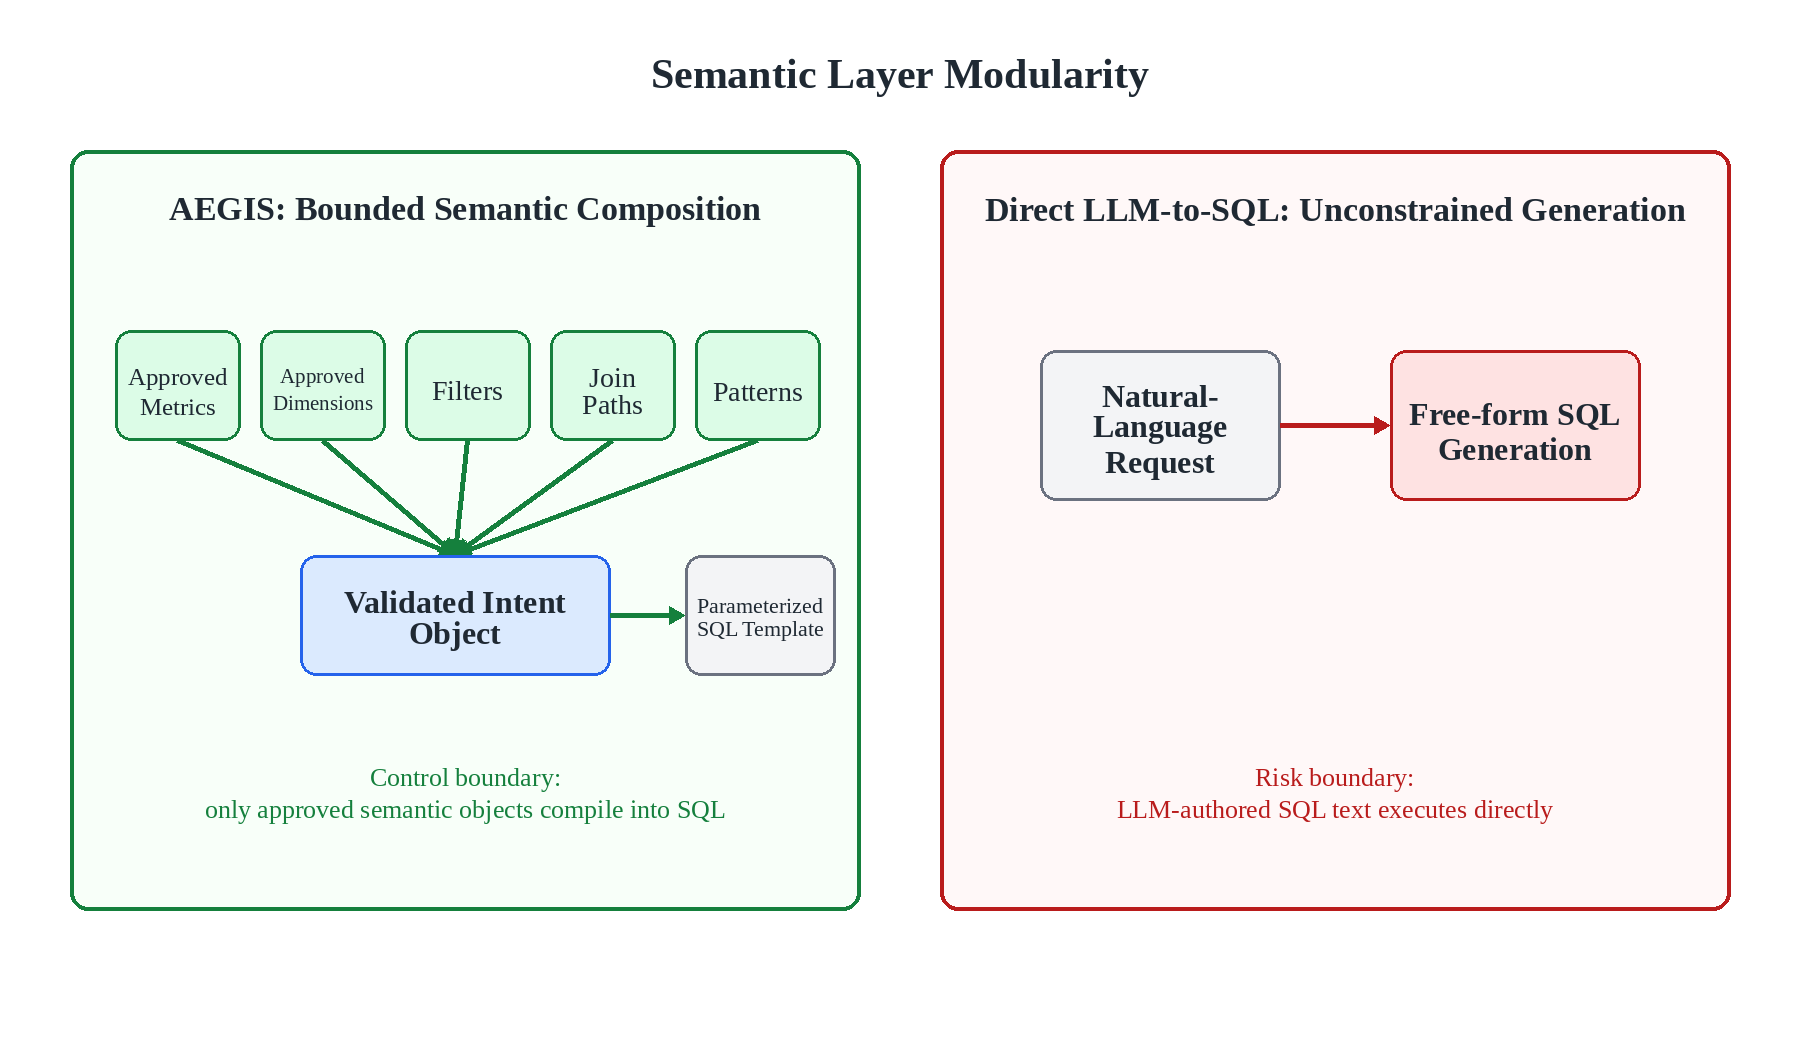 Semantic Layer Modularity
AEGIS: Bounded Semantic Composition
Approved
Metrics
Approved
Dimensions
Filters
Join
Paths
Patterns
Validated Intent
Object
Parameterized
SQL Template
Control boundary:
only approved semantic objects compile into SQL
Direct LLM-to-SQL: Unconstrained Generation
Natural-
Language
Request
Free-form SQL
Generation
Risk boundary:
LLM-authored SQL text executes directly